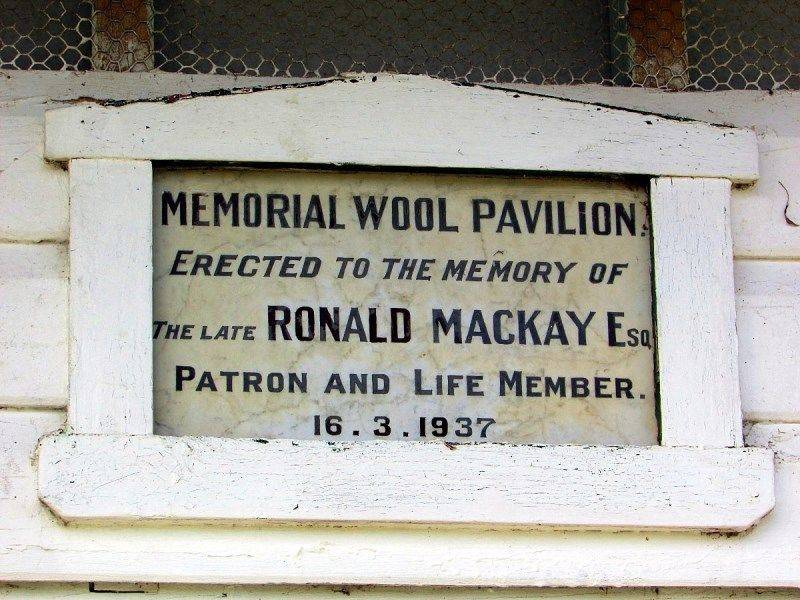 MEMORIAL WOOL PAVILION.
ERECTED TO THE MEMORY OF
THE LATE RONALD MACKAY ESQ
PATRON AND LIFE MEMBER.
16.3.1937